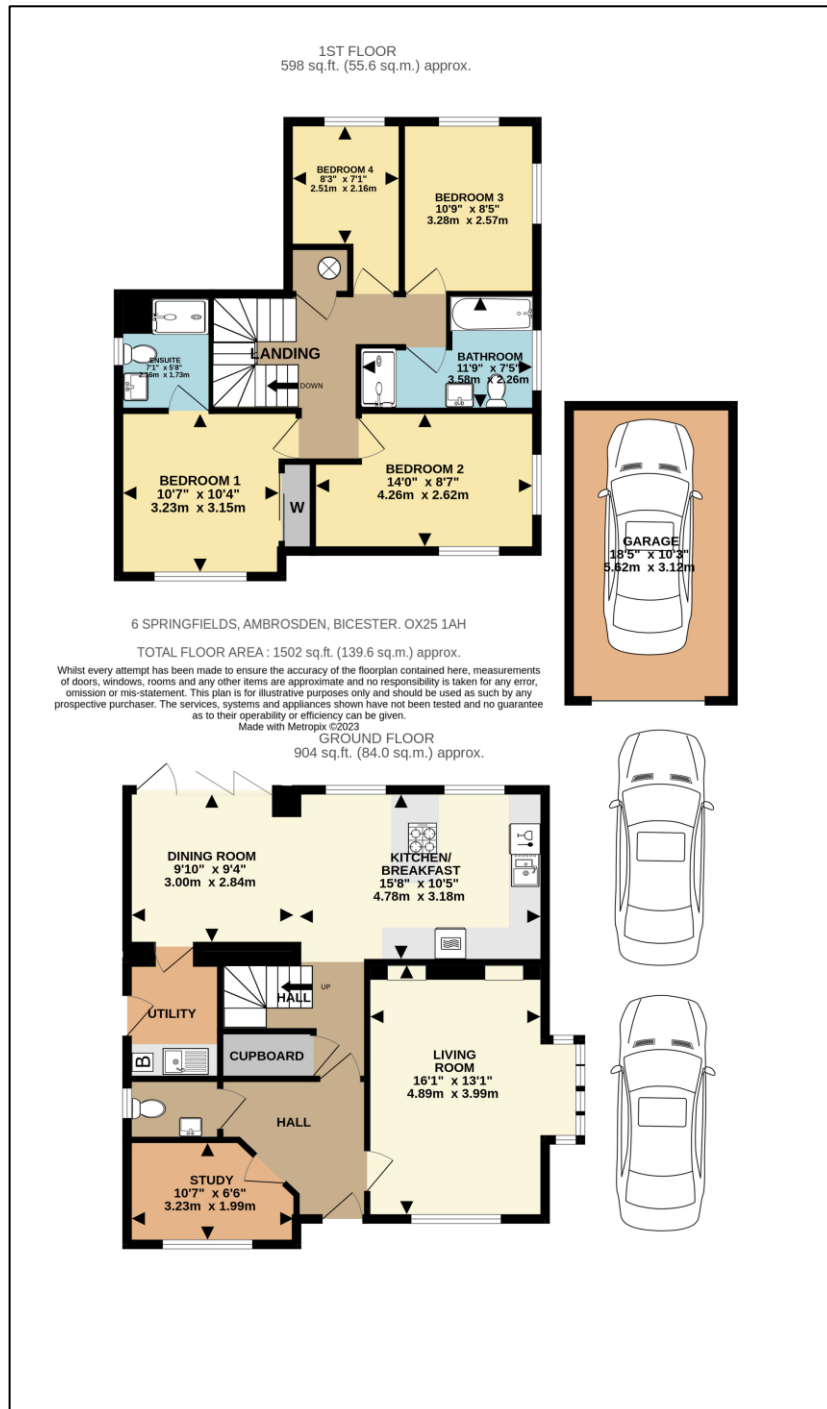 1ST FLOOR
598 sq.ft. (55.6 sq.m.) approx.
BEDROOM 4
8'3" x 7'1"
2.51m x 2.16m
BEDROOM 3
10'9" x 8'5"
3.28m x 2.57m
ENSUITE
7'1" x 5'8"
2.16m x 1.73m
LANDING
DOWN
BATHROOM
11'9" x 7'5"
3.58m x 2.26m
BEDROOM 1
10'7" x 10'4"
3.23m x 3.15m
W
BEDROOM 2
14'0" x 8'7"
4.26m x 2.62m
GARAGE
18'5" x 10'3"
5.62m x 3.12m
6 SPRINGFIELDS, AMBROSDEN, BICESTER. OX25 1AH
TOTAL FLOOR AREA : 1502 sq.ft. (139.6 sq.m.) approx.
Whilst every attempt has been made to ensure the accuracy of the floorplan contained here, measurements
of doors, windows, rooms and any other items are approximate and no responsibility is taken for any error,
omission or mis-statement. This plan is for illustrative purposes only and should be used as such by any
prospective purchaser. The services, systems and appliances shown have not been tested and no guarantee
as to their operability or efficiency can be given.
Made with Metropix ©2023
GROUND FLOOR
904 sq.ft. (84.0 sq.m.) approx.
DINING ROOM
9'10" x 9'4"
3.00m x 2.84m
KITCHEN/
BREAKFAST
15'8" x 10'5"
4.78m x 3.18m
UTILITY
B
HALL
UP
CUPBOARD
LIVING
ROOM
16'1" x 13'1"
4.89m x 3.99m
HALL
STUDY
10'7" x 6'6"
3.23m x 1.99m